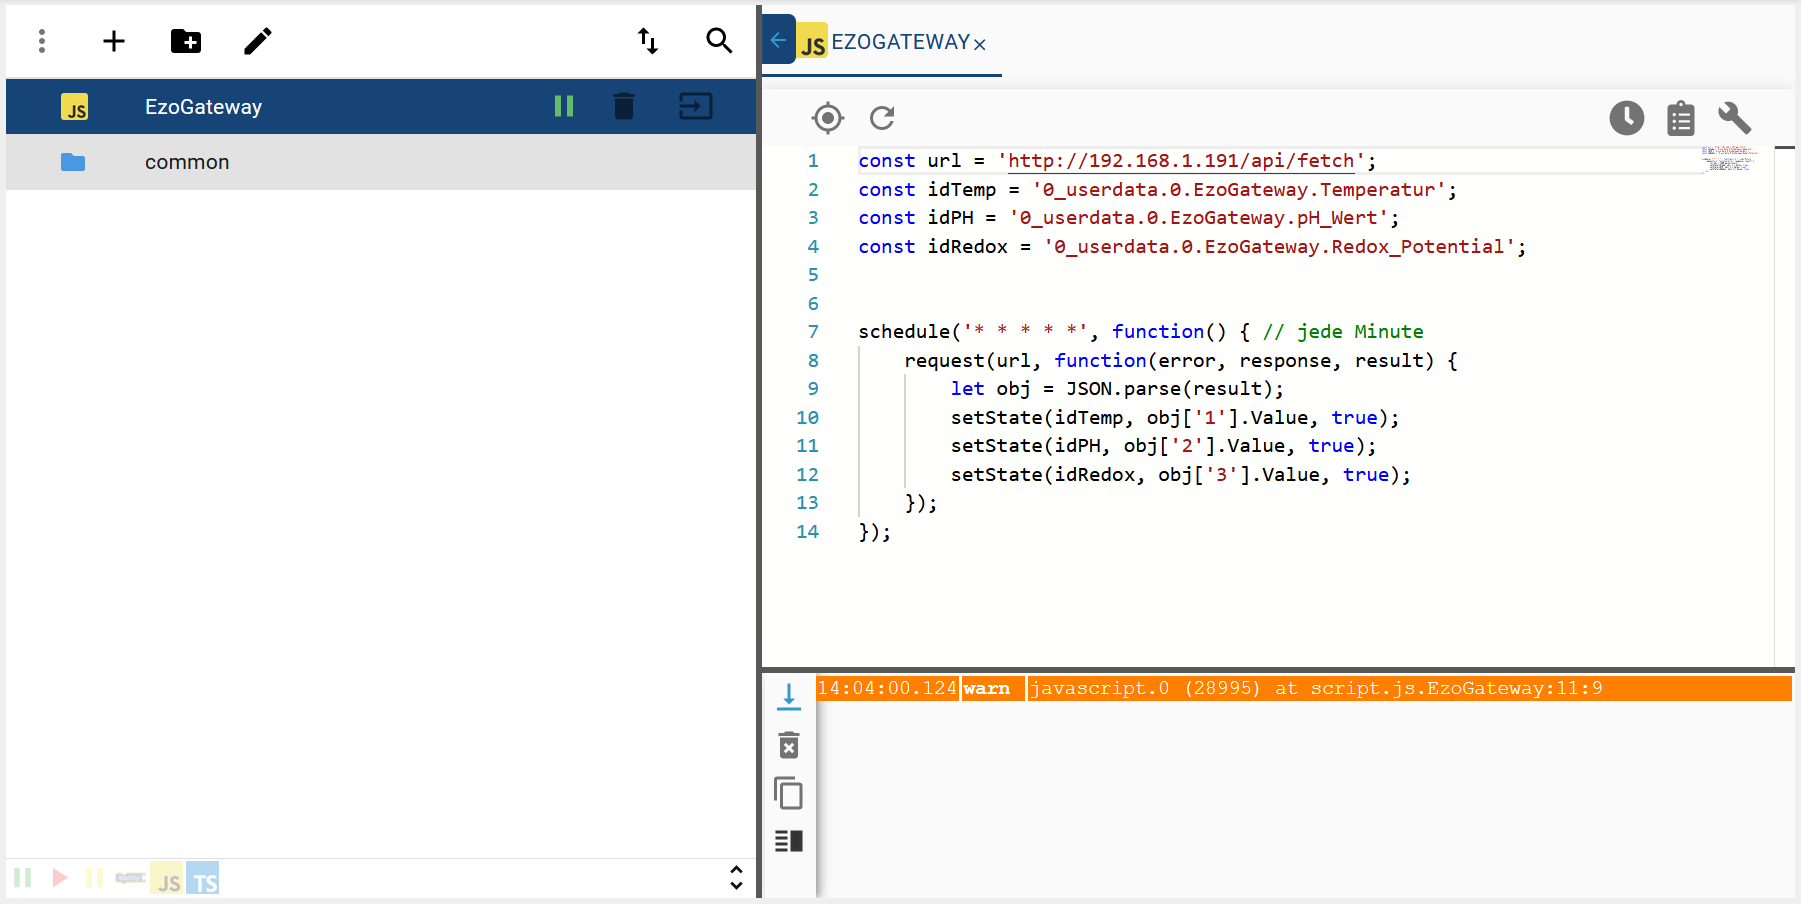 JS EZOGATEWAY
JS EzoGateway
common
1 const url = 'http://192.168.1.191/api/fetch';
2 const idTemp = '0_userdata.0.EzoGateway.Temperatur';
3 const idPH = '0_userdata.0.EzoGateway.pH_Wert';
4 const idRedox = '0_userdata.0.EzoGateway.Redox_Potential';
5
6
7 schedule('* * * * *', function() { // jede Minute
8     request(url, function(error, response, result) {
9         let obj = JSON.parse(result);
10         setState(idTemp, obj['1'].Value, true);
11         setState(idPH, obj['2'].Value, true);
12         setState(idRedox, obj['3'].Value, true);
13     });
14 });
14:04:00.124 warn javascript.0 (28995) at script.js.EzoGateway:11:9
JS TS